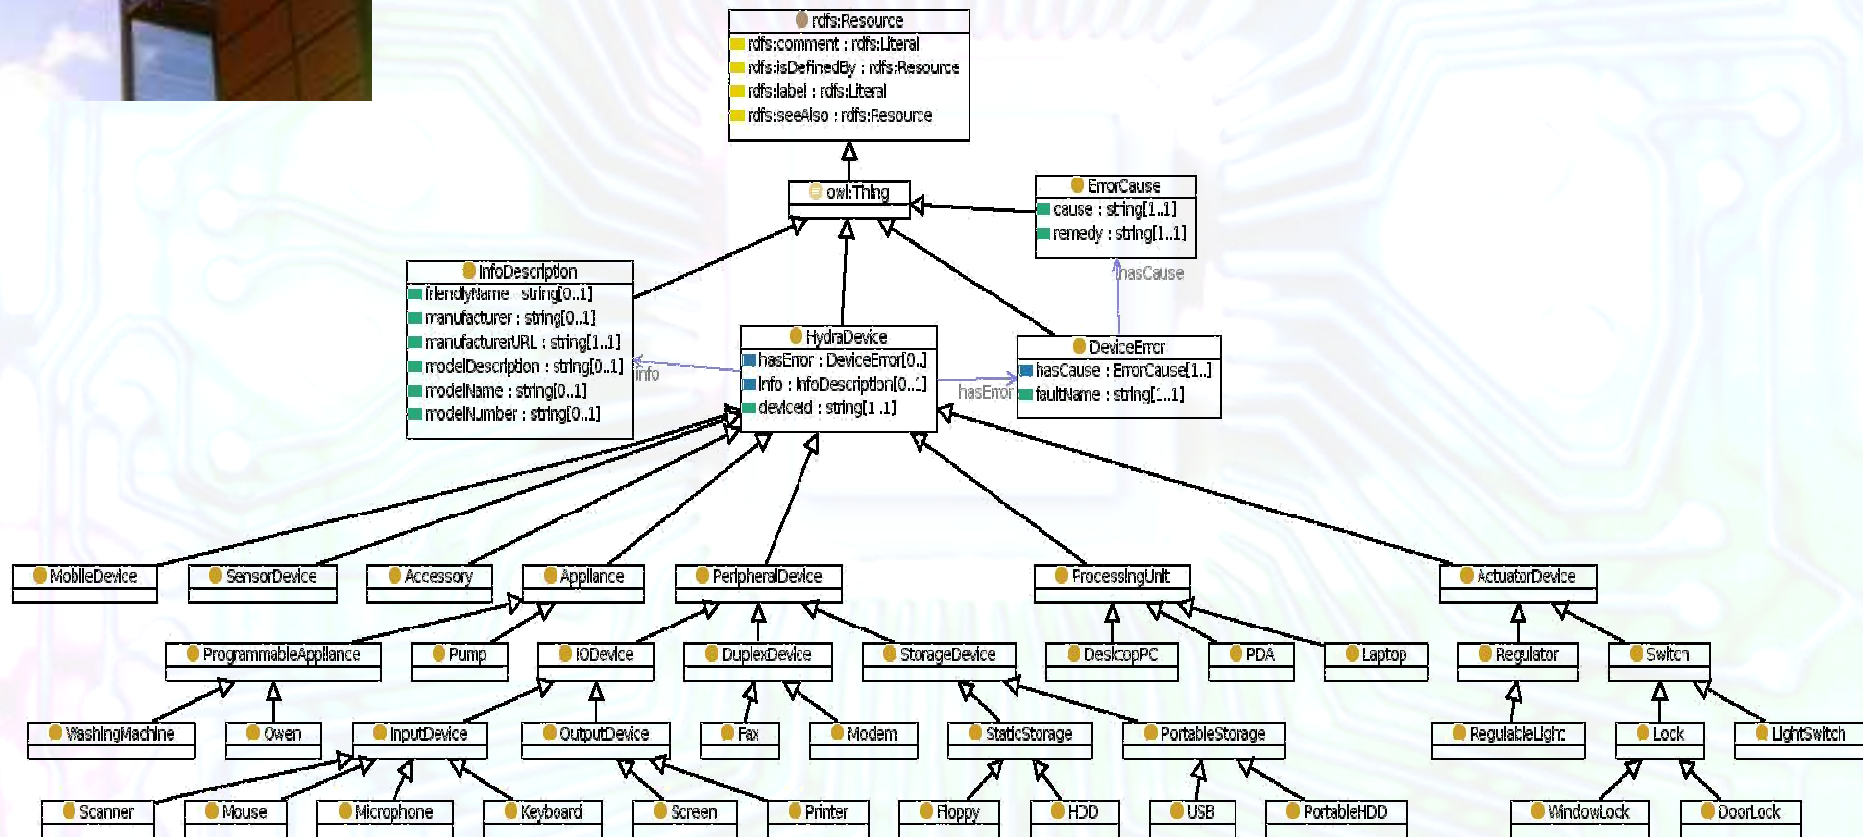 rdfs:Resource
rdfs:comment : rdfs:Literal
rdfs:isDefinedBy : rdfs:Resource
rdfs:label : rdfs:Literal
rdfs:seeAlso : rdfs:Resource
owl:Thing
ErrorCause
cause : string[1..1]
remedy : string[1..1]
hasCause
InfoDescription
friendlyName : string[0..1]
manufacturer : string[0..1]
manufacturerURL : string[1..1]
modelDescription : string[0..1]
modelName : string[0..1]
modelNumber : string[0..1]
info
HydraDevice
hasError : DeviceError[0..]
info : InfoDescription[0..1]
deviceId : string[1..1]
hasError
DeviceError
hasCause : ErrorCause[1..]
faultName : string[1..1]
MobileDevice SensorDevice Accessory Appliance PeripheralDevice ProcessingUnit ActuatorDevice
ProgrammableAppliance Pump IODevice DuplexDevice StorageDevice DesktopPC PDA Laptop Regulator Switch
WashingMachine Owen InputDevice OutputDevice Fax Modem StaticStorage PortableStorage RegulableLight Lock LightSwitch
Scanner Mouse Microphone Keyboard Screen Printer Floppy HDD USB PortableHDD WindowLock DoorLock